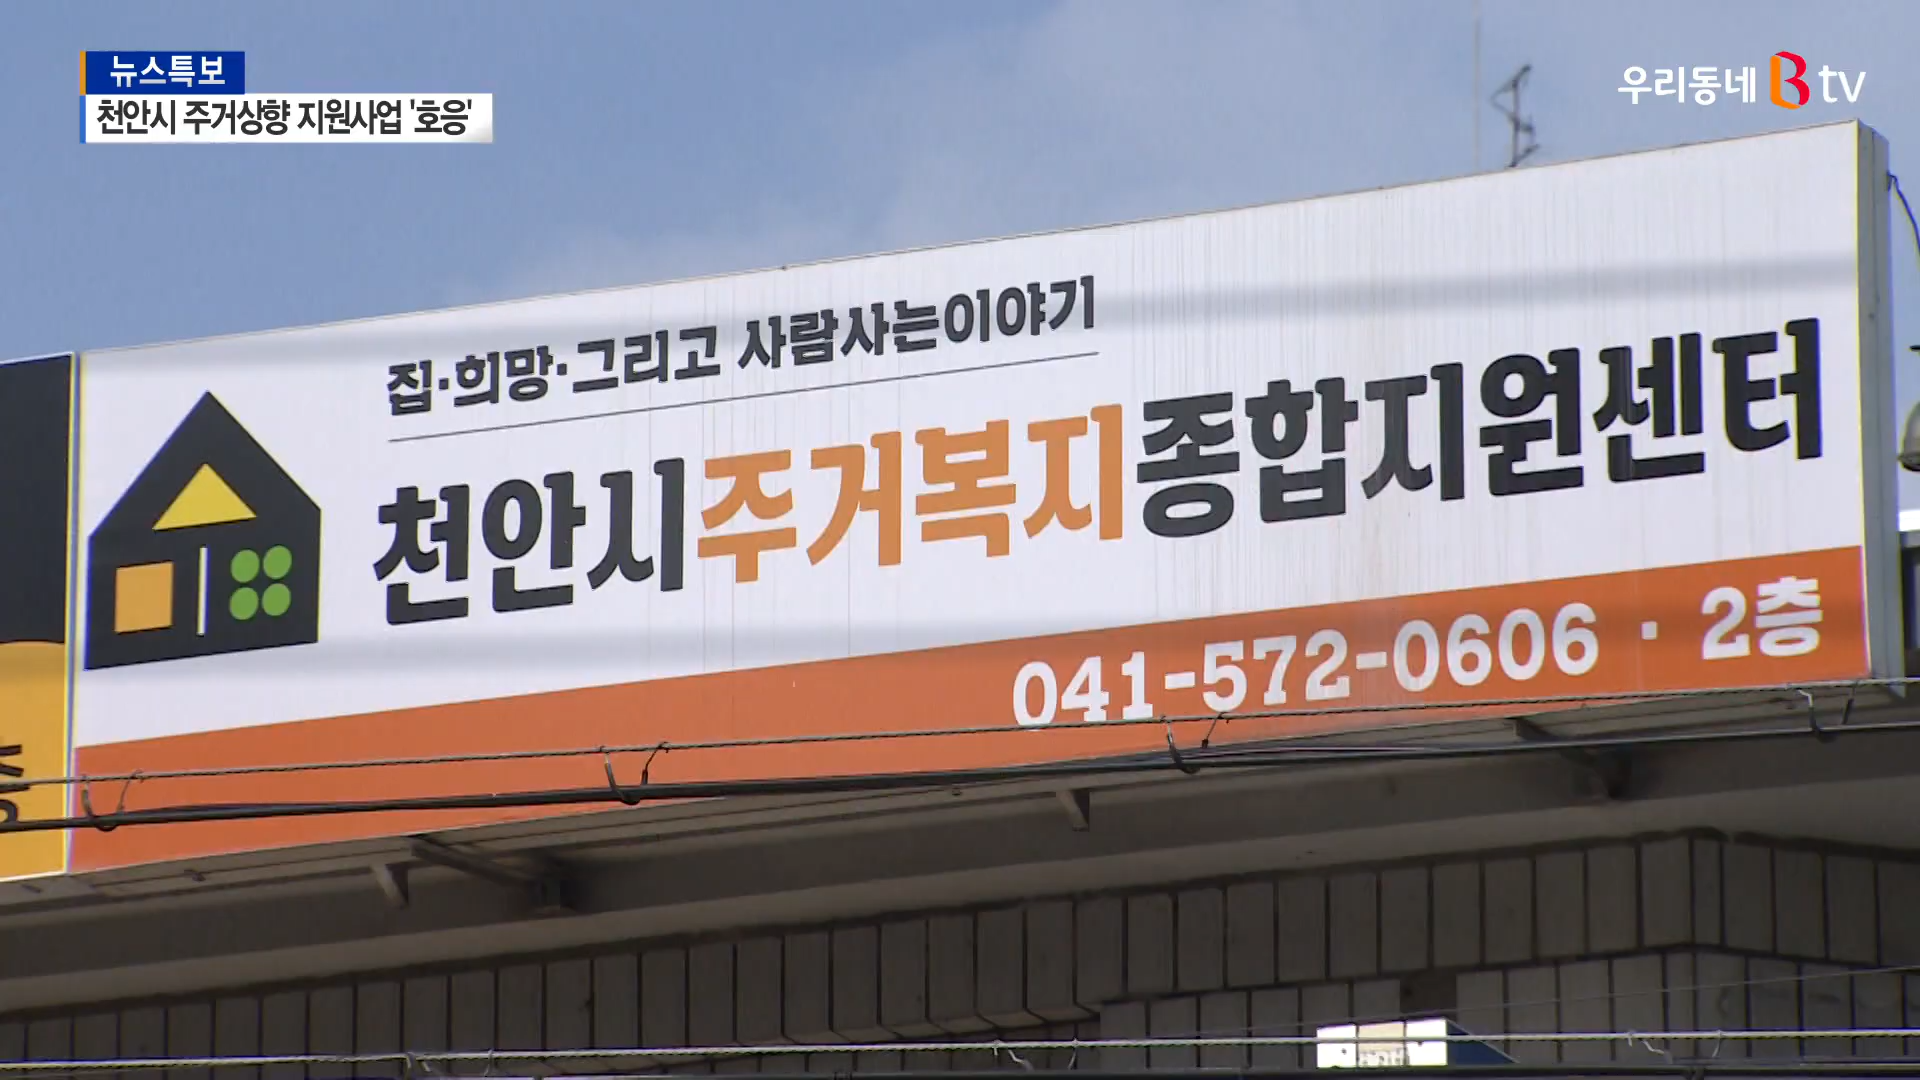 뉴스특보
천안시 주거상향 지원사업 '호응'
우리동네 B tv
집·희망·그리고 사람사는이야기
천안시주거복지종합지원센터
041-572-0606 · 2층